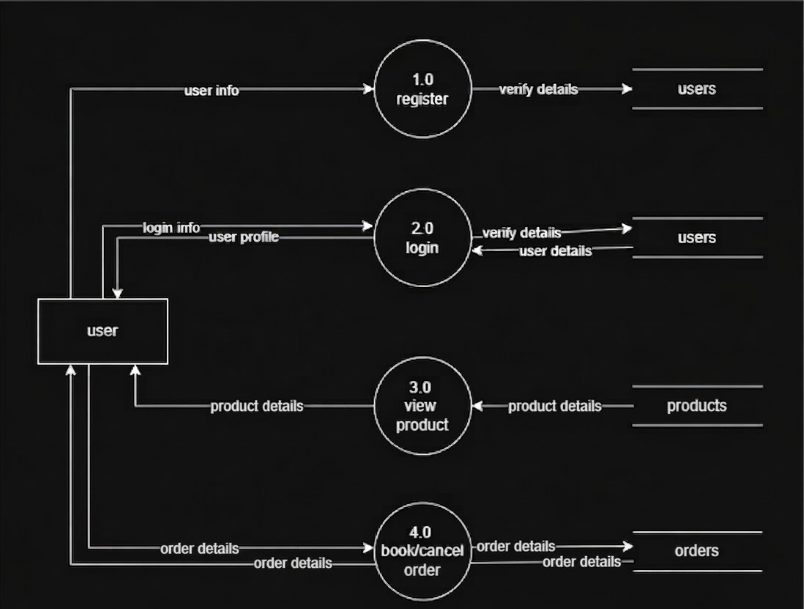 1.0
register
user info
verify details
users
2.0
login
login info
user profile
verify details
user details
users
user
3.0
view
product
product details
product details
products
4.0
book/cancel
order
order details
order details
order details
order details
orders